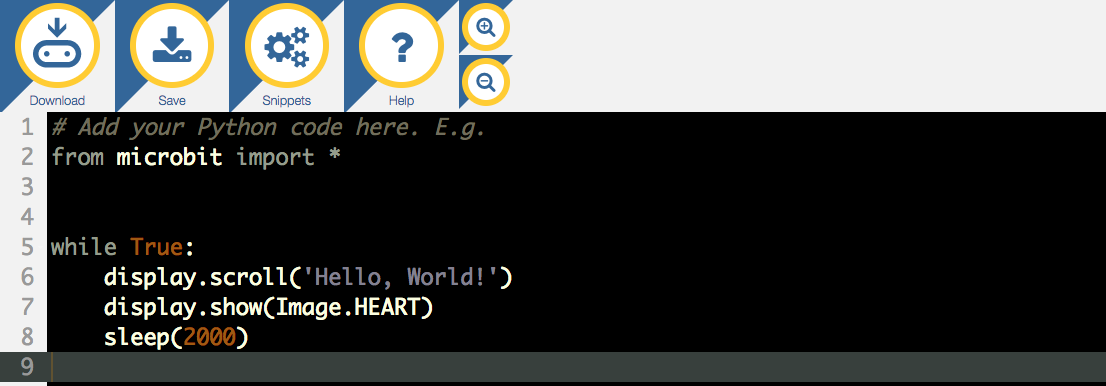 Download Save Snippets Help
1 # Add your Python code here. E.g.
2 from microbit import *
3
4
5 while True:
6     display.scroll('Hello, World!')
7     display.show(Image.HEART)
8     sleep(2000)
9